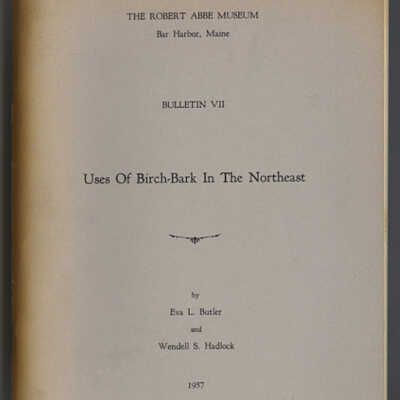 THE ROBERT ABBE MUSEUM
Bar Harbor, Maine
BULLETIN VII
Uses Of Birch-Bark In The Northeast
by
Eva L. Butler
and
Wendell S. Hadlock
1957